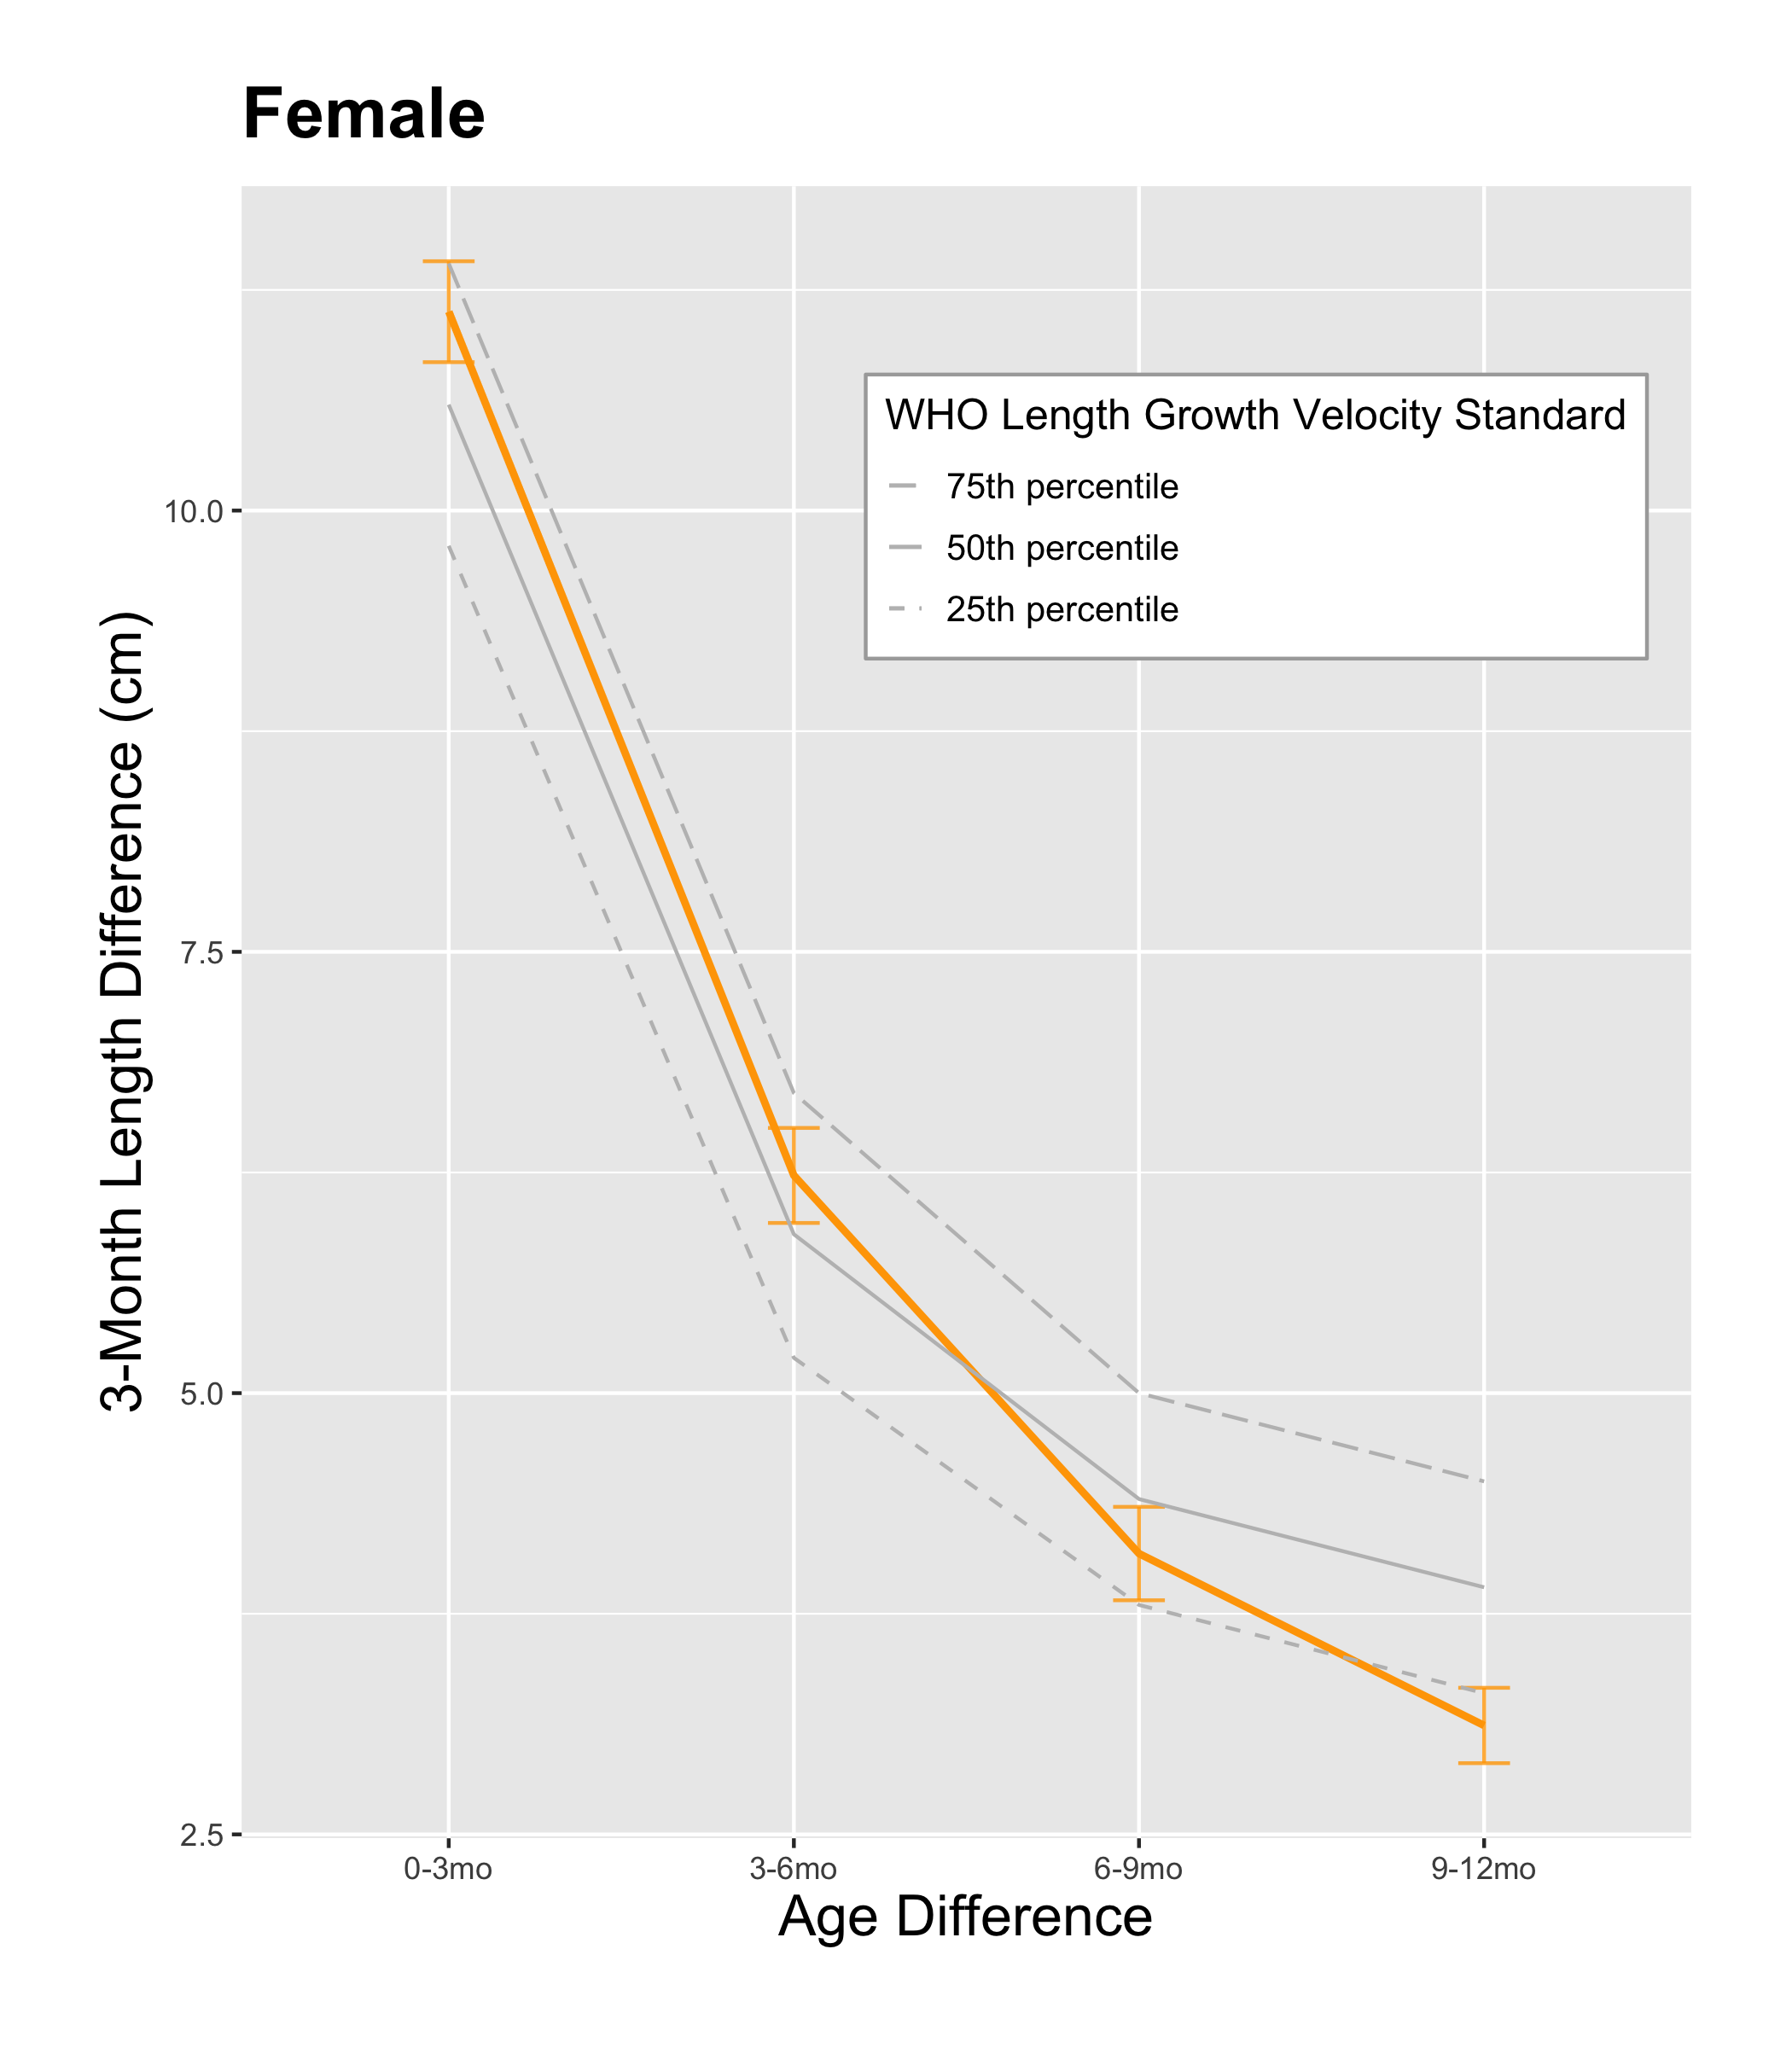 Female
WHO Length Growth Velocity Standard
75th percentile
50th percentile
25th percentile
3-Month Length Difference (cm)
10.0
7.5
5.0
2.5
0-3mo 3-6mo 6-9mo 9-12mo
Age Difference